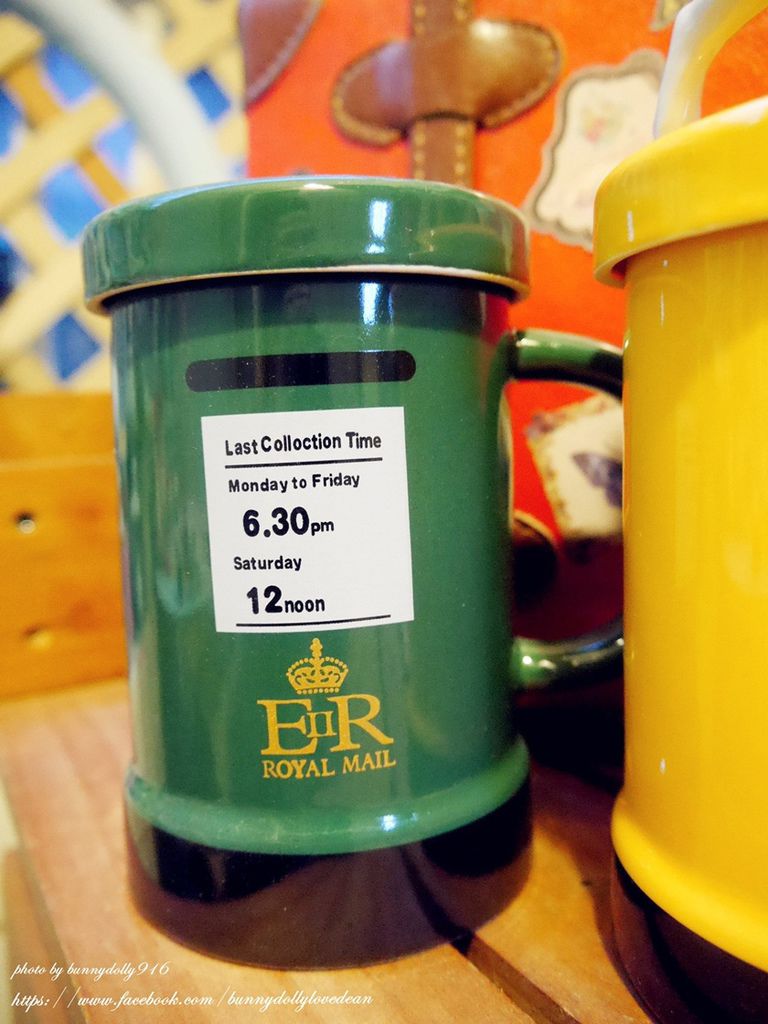 Last Colloction Time
Monday to Friday
6.30pm
Saturday
12noon
EIIR
ROYAL MAIL
photo by bunnydolly916
https://www.facebook.com/bunnydollylovedean